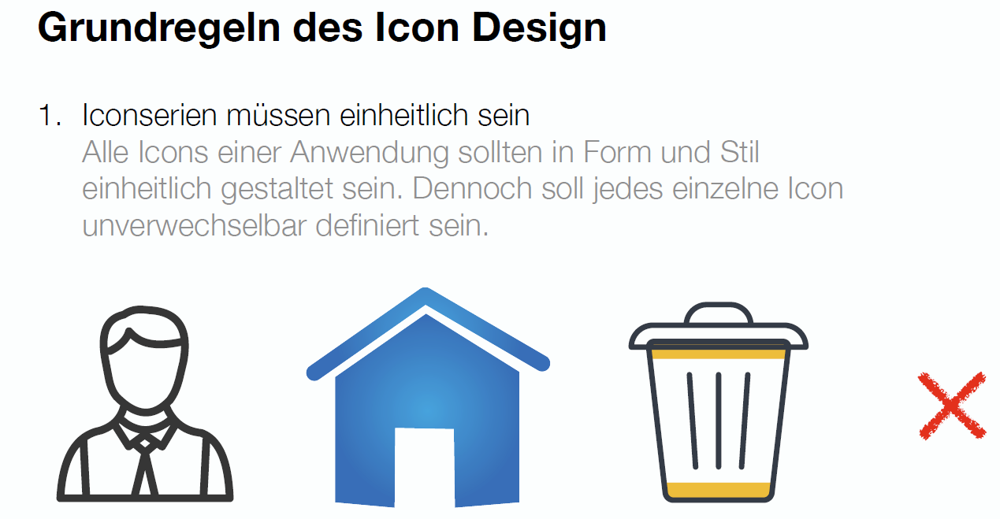 Grundregeln des Icon Design
1. Iconserien müssen einheitlich sein
Alle Icons einer Anwendung sollten in Form und Stil
einheitlich gestaltet sein. Dennoch soll jedes einzelne Icon
unverwechselbar definiert sein.